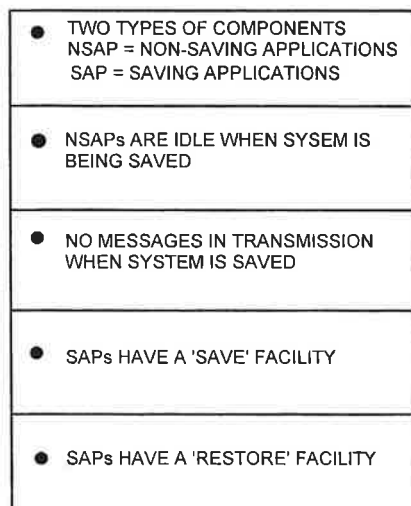 ● TWO TYPES OF COMPONENTS
NSAP = NON-SAVING APPLICATIONS
SAP = SAVING APPLICATIONS
● NSAPs ARE IDLE WHEN SYSEM IS
BEING SAVED
● NO MESSAGES IN TRANSMISSION
WHEN SYSTEM IS SAVED
● SAPs HAVE A 'SAVE' FACILITY
● SAPs HAVE A 'RESTORE' FACILITY